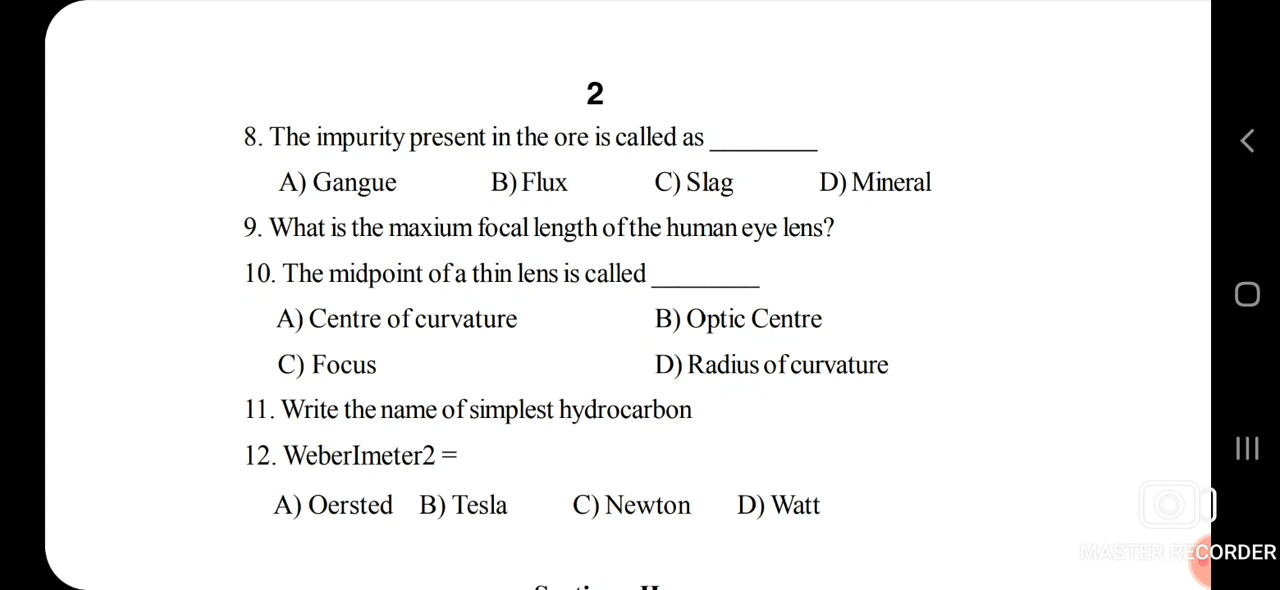 2
8. The impurity present in the ore is called as ________
A) Gangue B) Flux C) Slag D) Mineral
9. What is the maxium focal length of the human eye lens?
10. The midpoint of a thin lens is called ________
A) Centre of curvature B) Optic Centre
C) Focus D) Radius of curvature
11. Write the name of simplest hydrocarbon
12. WeberImeter2 =
A) Oersted B) Tesla C) Newton D) Watt
MASTER RECORDER